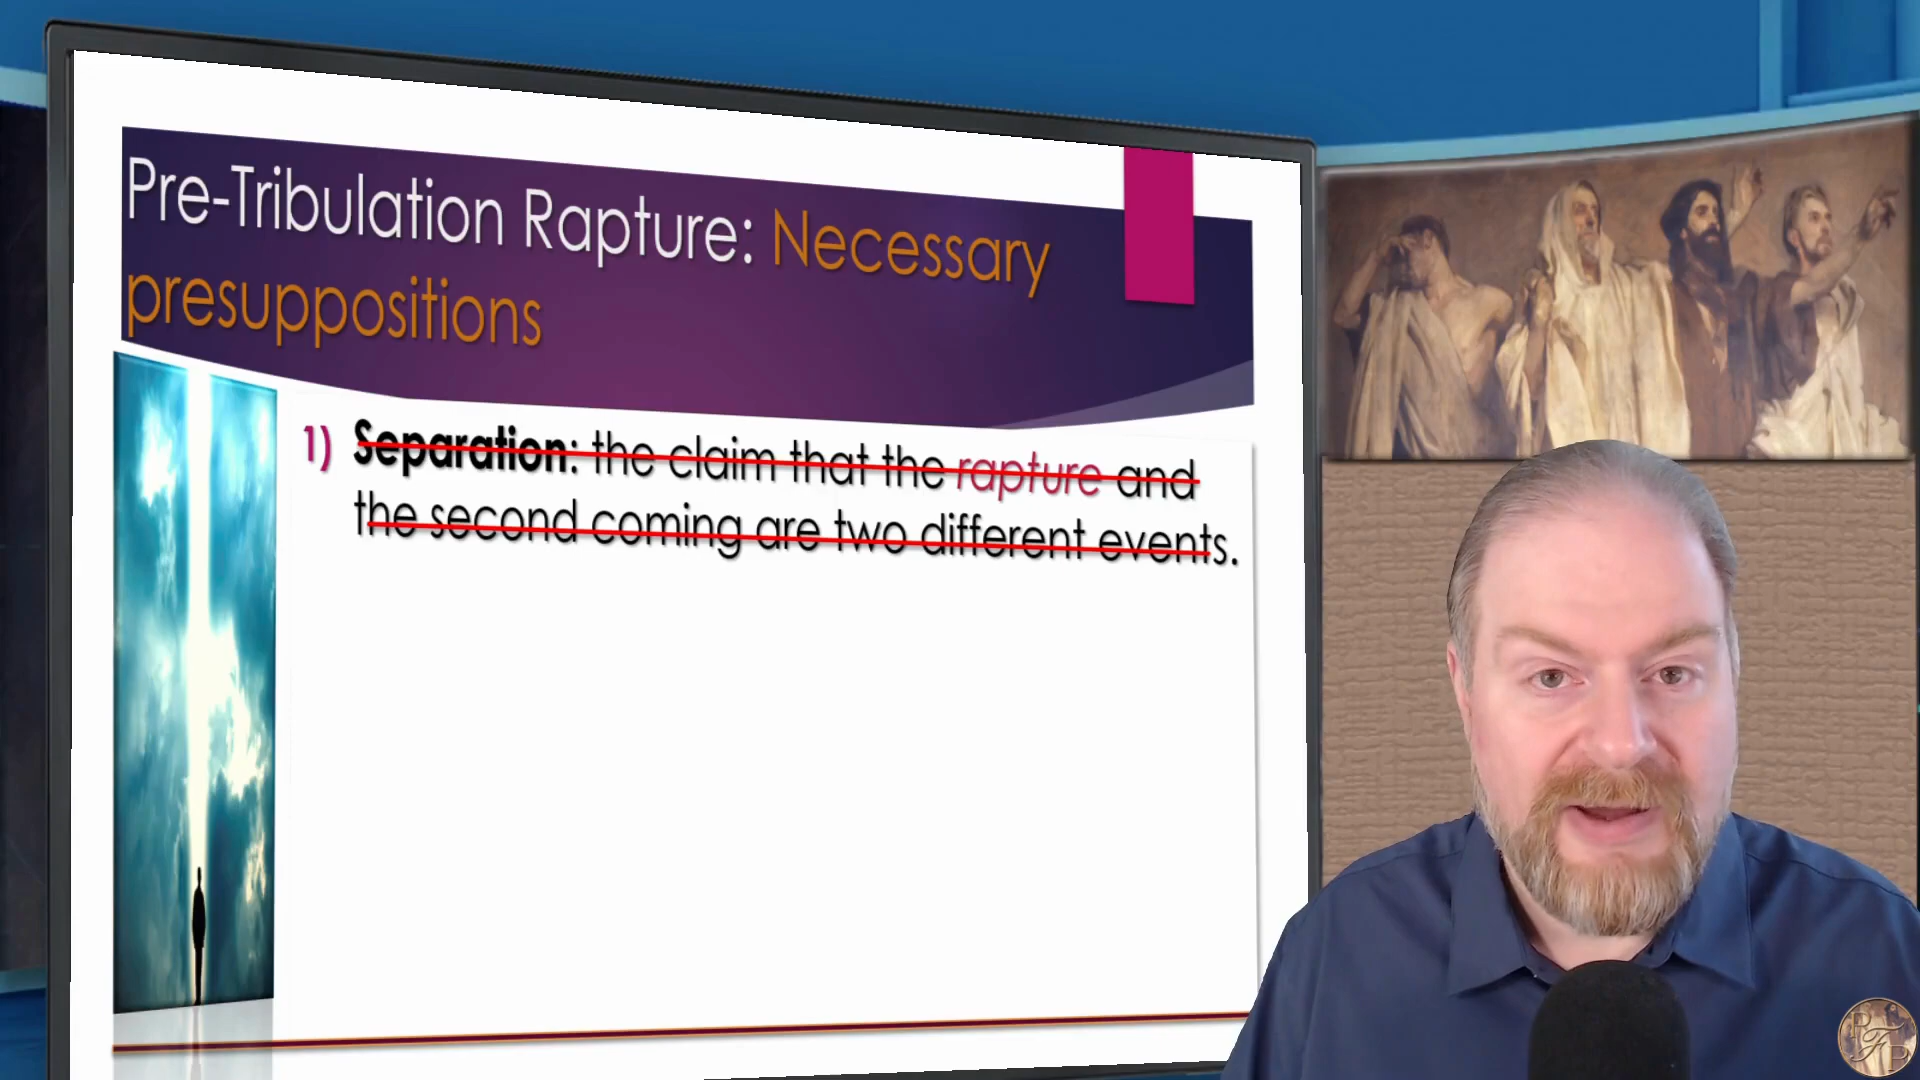 Pre-Tribulation Rapture: Necessary
presuppositions
1) Separation: the claim that the rapture and
the second coming are two different events.